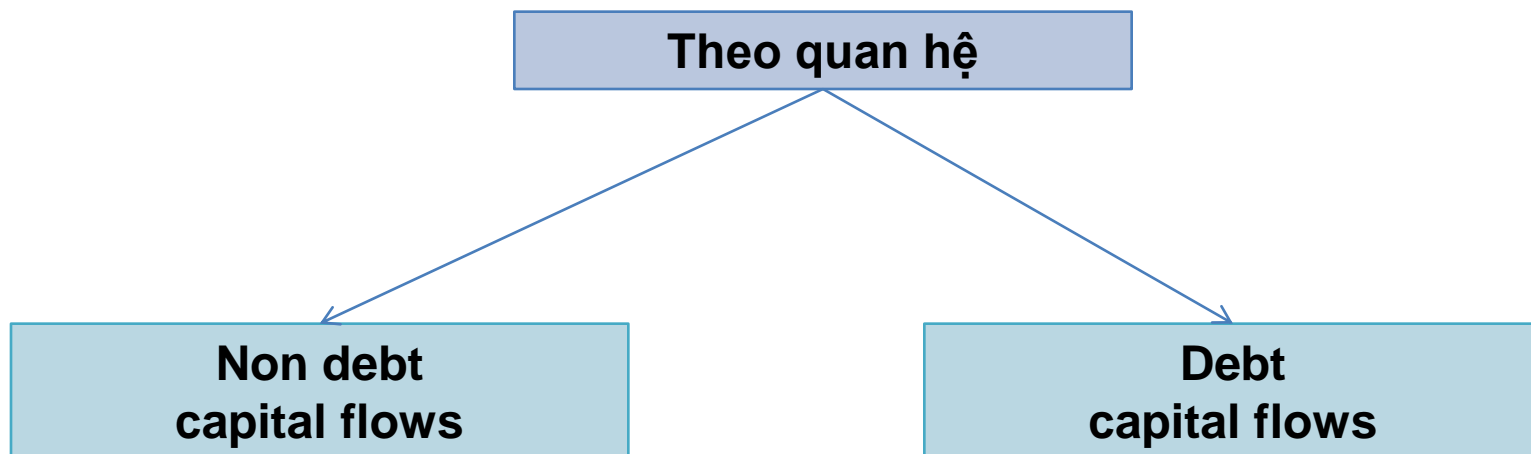 Theo quan hệ
Non debt
capital flows
Debt
capital flows